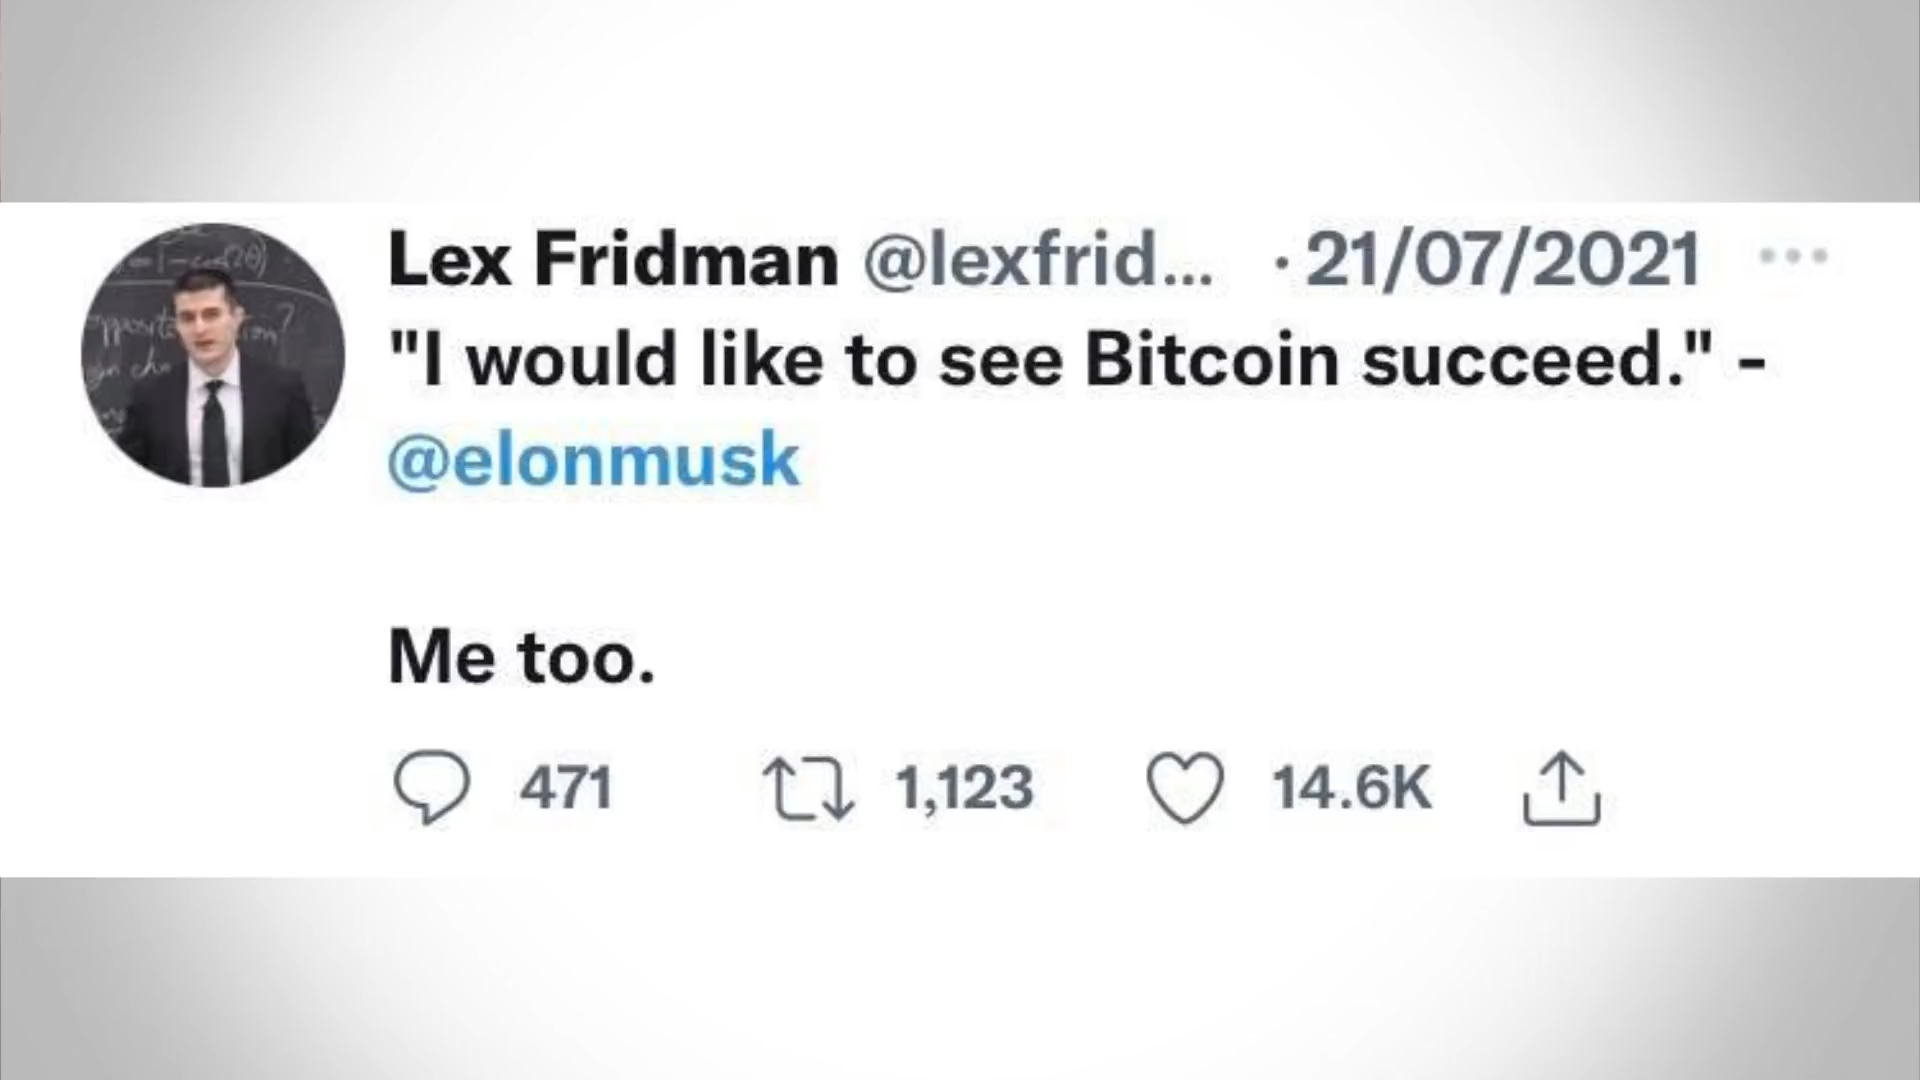 Lex Fridman @lexfrid... · 21/07/2021
"I would like to see Bitcoin succeed." -
@elonmusk
Me too.
471 1,123 14.6K